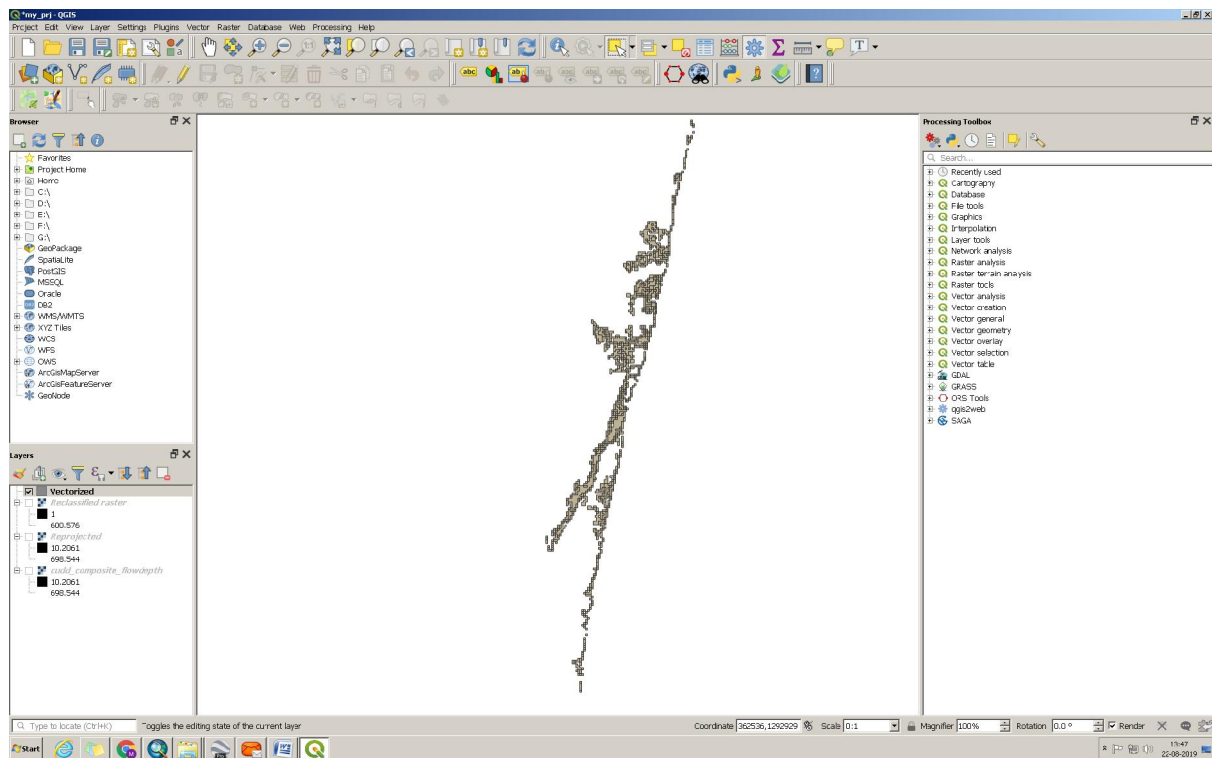 *my_prj - QGIS
Project Edit View Layer Settings Plugins Vector Raster Database Web Processing Help
abc
abc
Browser
Favorites
Project Home
Home
C:\
D:\
E:\
F:\
G:\
GeoPackage
SpatiaLite
PostGIS
MSSQL
Oracle
DB2
WMS/WMTS
XYZ Tiles
WCS
WFS
OWS
ArcGisMapServer
ArcGisFeatureServer
GeoNode
Layers
Vectorized
Reclassified raster
1
600.576
Reprojected
10.2061
698.544
cudd_composite_flowdepth
10.2061
698.544
Processing Toolbox
Search...
Recently used
Cartography
Database
File tools
Graphics
Interpolation
Layer tools
Network analysis
Raster analysis
Raster terrain analysis
Raster tools
Vector analysis
Vector creation
Vector general
Vector geometry
Vector overlay
Vector selection
Vector table
GDAL
GRASS
ORS Tools
qgis2web
SAGA
Type to locate (Ctrl+K) Toggles the editing state of the current layer Coordinate 362536,1292929 Scale 0:1 Magnifier 100% Rotation 0.0 ° Render
Start
13:47
22-08-2019